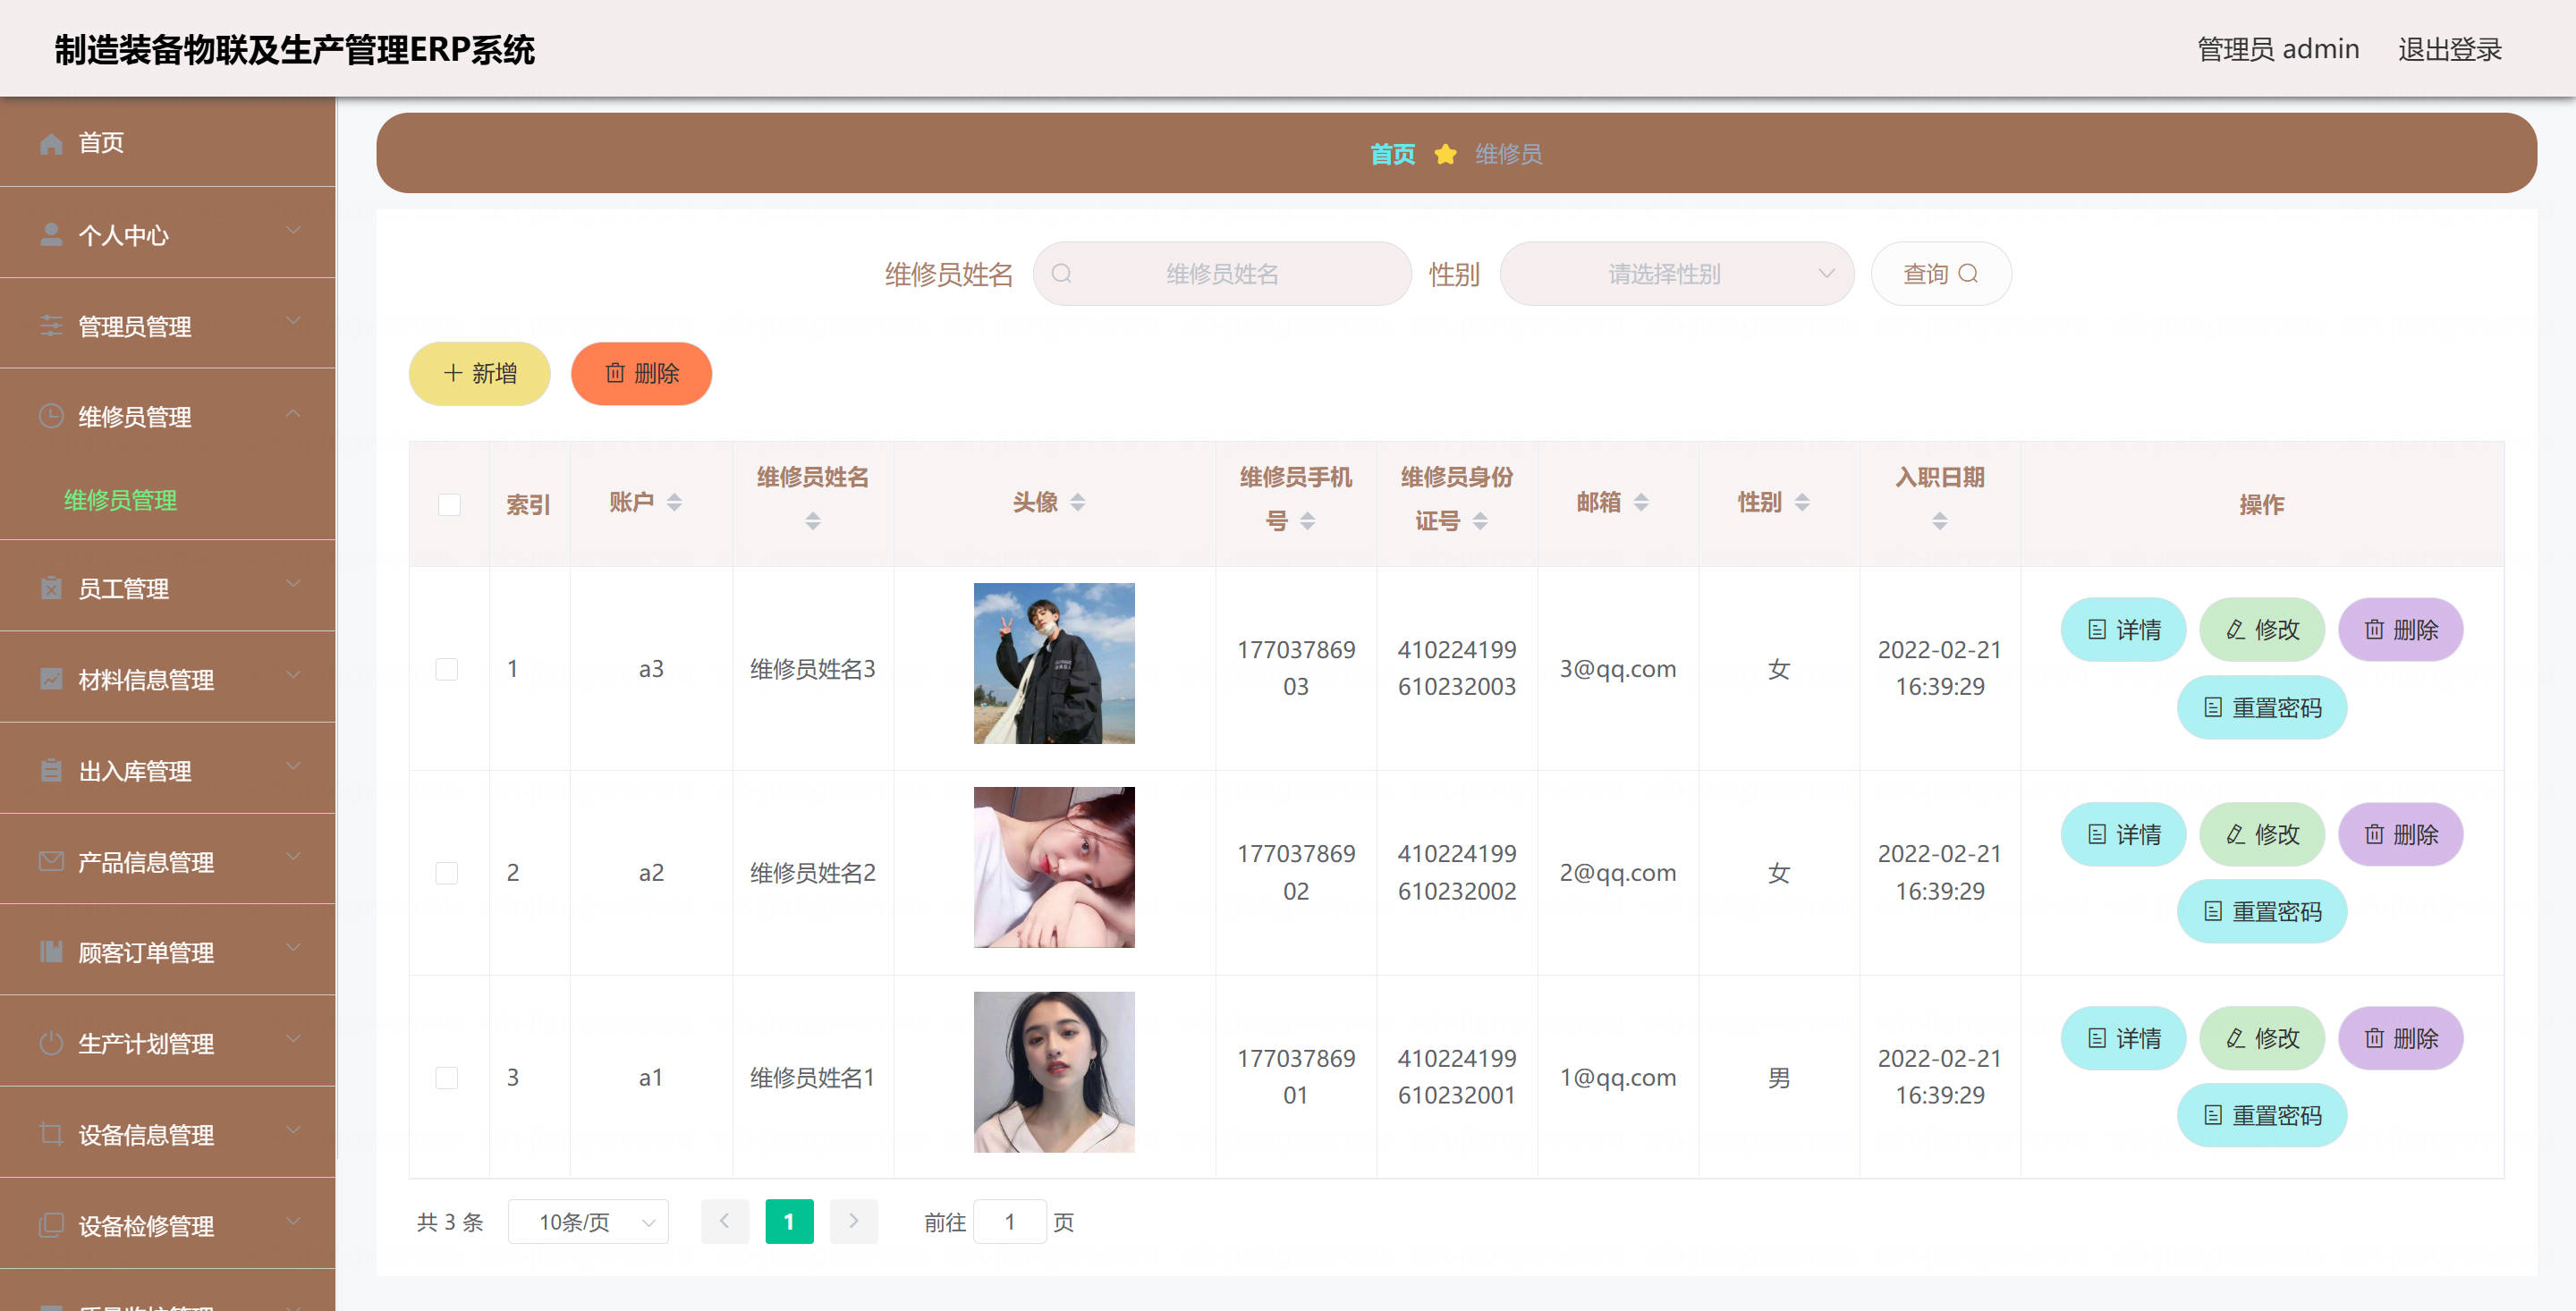 制造装备物联及生产管理ERP系统
管理员 admin
退出登录
首页
个人中心
管理员管理
维修员管理
维修员管理
员工管理
材料信息管理
出入库管理
产品信息管理
顾客订单管理
生产计划管理
设备信息管理
设备检修管理
首页 维修员
维修员姓名 维修员姓名 性别 请选择性别 查询
新增 删除
索引 账户 维修员姓名 头像 维修员手机号 维修员身份证号 邮箱 性别 入职日期 操作
1 a3 维修员姓名3 17703786903 410224199610232003 3@qq.com 女 2022-02-21 16:39:29 详情 修改 删除
重置密码
2 a2 维修员姓名2 17703786902 410224199610232002 2@qq.com 女 2022-02-21 16:39:29 详情 修改 删除
重置密码
3 a1 维修员姓名1 17703786901 410224199610232001 1@qq.com 男 2022-02-21 16:39:29 详情 修改 删除
重置密码
共 3 条 10条/页 1 前往 1 页